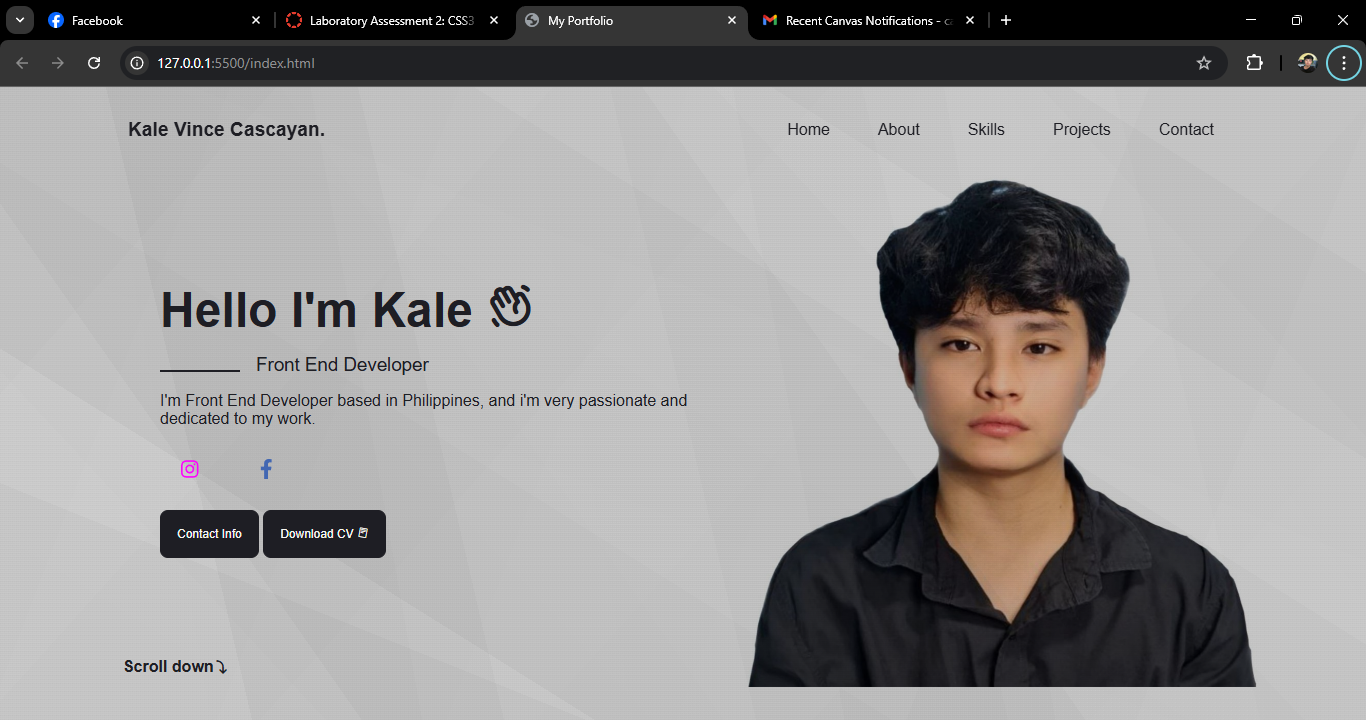 Facebook
Laboratory Assessment 2: CSS3
My Portfolio
Recent Canvas Notifications - c
127.0.0.1:5500/index.html
Kale Vince Cascayan.
Home
About
Skills
Projects
Contact
Hello I'm Kale
Front End Developer
I'm Front End Developer based in Philippines, and i'm very passionate and
dedicated to my work.
Contact Info
Download CV
Scroll down